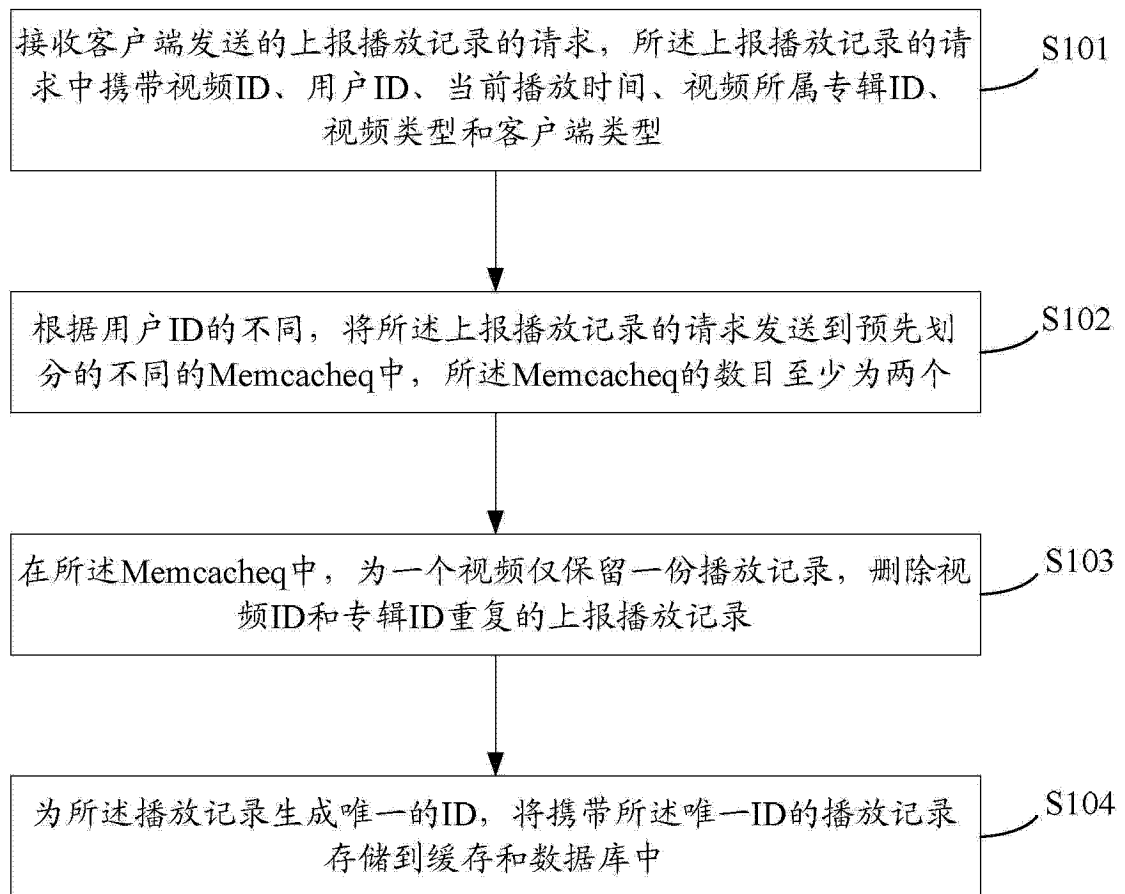 接收客户端发送的上报播放记录的请求，所述上报播放记录的请
求中携带视频ID、用户ID、当前播放时间、视频所属专辑ID、
视频类型和客户端类型
S101
根据用户ID的不同，将所述上报播放记录的请求发送到预先划
分的不同的Memcacheq中，所述Memcacheq的数目至少为两个
S102
在所述Memcacheq中，为一个视频仅保留一份播放记录，删除视
频ID和专辑ID重复的上报播放记录
S103
为所述播放记录生成唯一的ID，将携带所述唯一ID的播放记录
存储到缓存和数据库中
S104